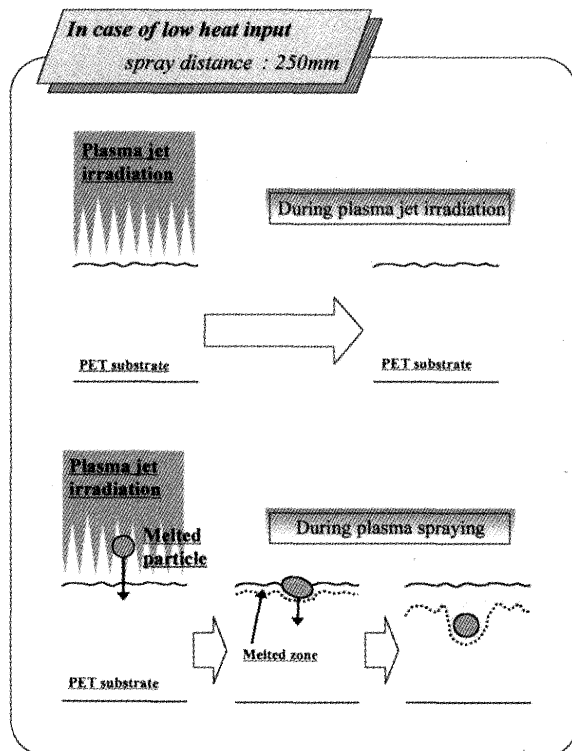 In case of low heat input
spray distance : 250mm
Plasma jet
irradiation
During plasma jet irradiation
PET substrate
PET substrate
Plasma jet
irradiation
Melted
particle
During plasma spraying
Melted zone
PET substrate